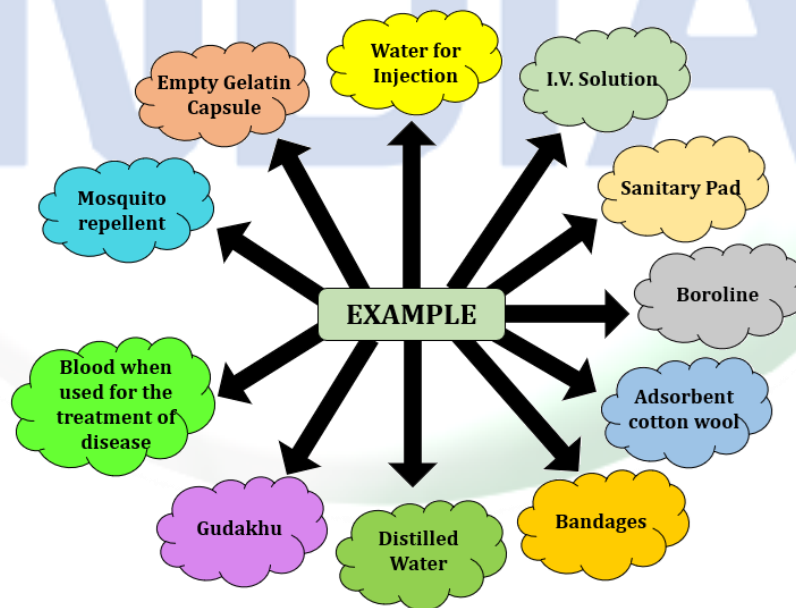 Water for
Injection
I.V. Solution
Empty Gelatin
Capsule
Sanitary Pad
Mosquito
repellent
Boroline
EXAMPLE
Blood when
used for the
treatment of
disease
Adsorbent
cotton wool
Gudakhu
Distilled
Water
Bandages